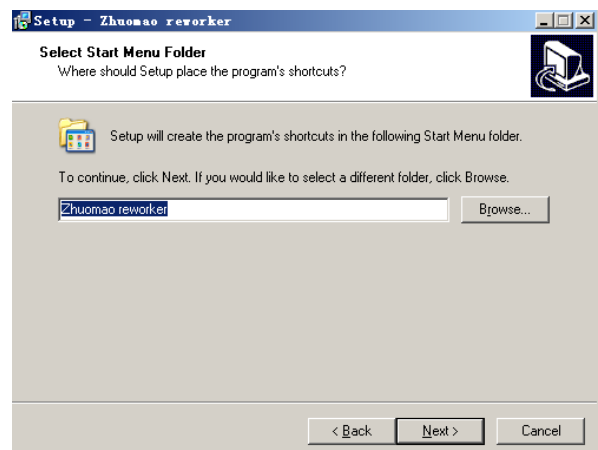 Setup - Zhuomao reworker
Select Start Menu Folder
Where should Setup place the program's shortcuts?
Setup will create the program's shortcuts in the following Start Menu folder.
To continue, click Next. If you would like to select a different folder, click Browse.
Zhuomao reworker
Browse...
< Back
Next >
Cancel